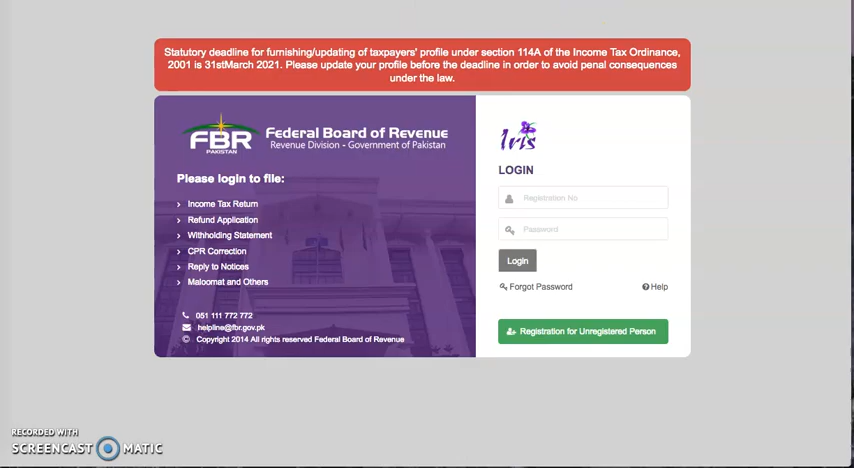 Statutory deadline for furnishing/updating of taxpayers' profile under section 114A of the Income Tax Ordinance,
2001 is 31stMarch 2021. Please update your profile before the deadline in order to avoid penal consequences
under the law.
FBR
PAKISTAN
Federal Board of Revenue
Revenue Division - Government of Pakistan
Please login to file:
Income Tax Return
Refund Application
Withholding Statement
CPR Correction
Reply to Notices
Maloomat and Others
051 111 772 772
helpline@fbr.gov.pk
© Copyright 2014 All rights reserved Federal Board of Revenue
Iris
LOGIN
Registration No
Password
Login
Forgot Password
Help
Registration for Unregistered Person
RECORDED WITH
SCREENCAST MATIC